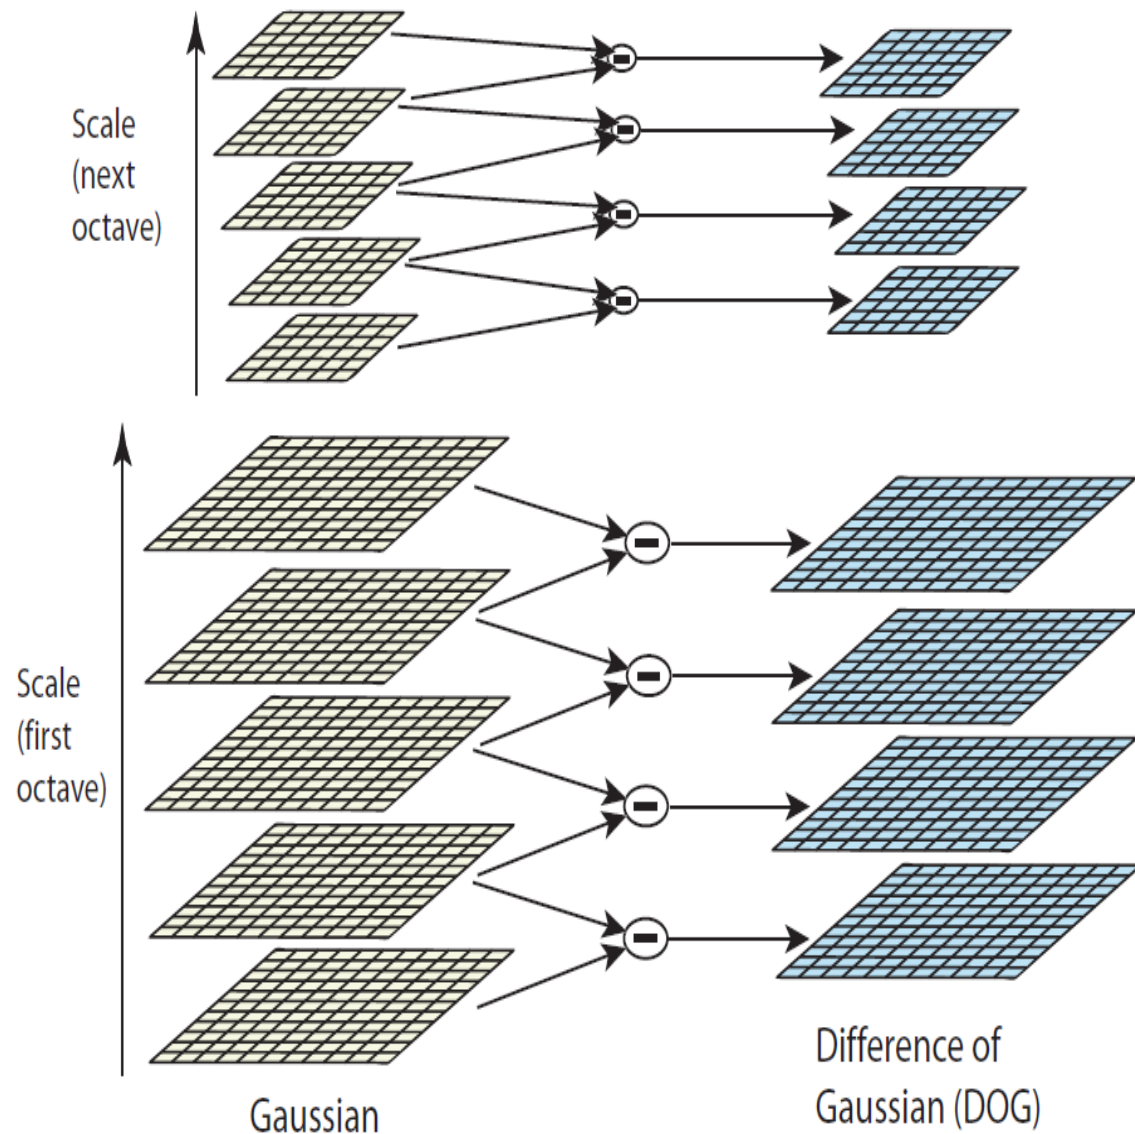 Scale
(next
octave)
Scale
(first
octave)
Gaussian
Difference of
Gaussian (DOG)